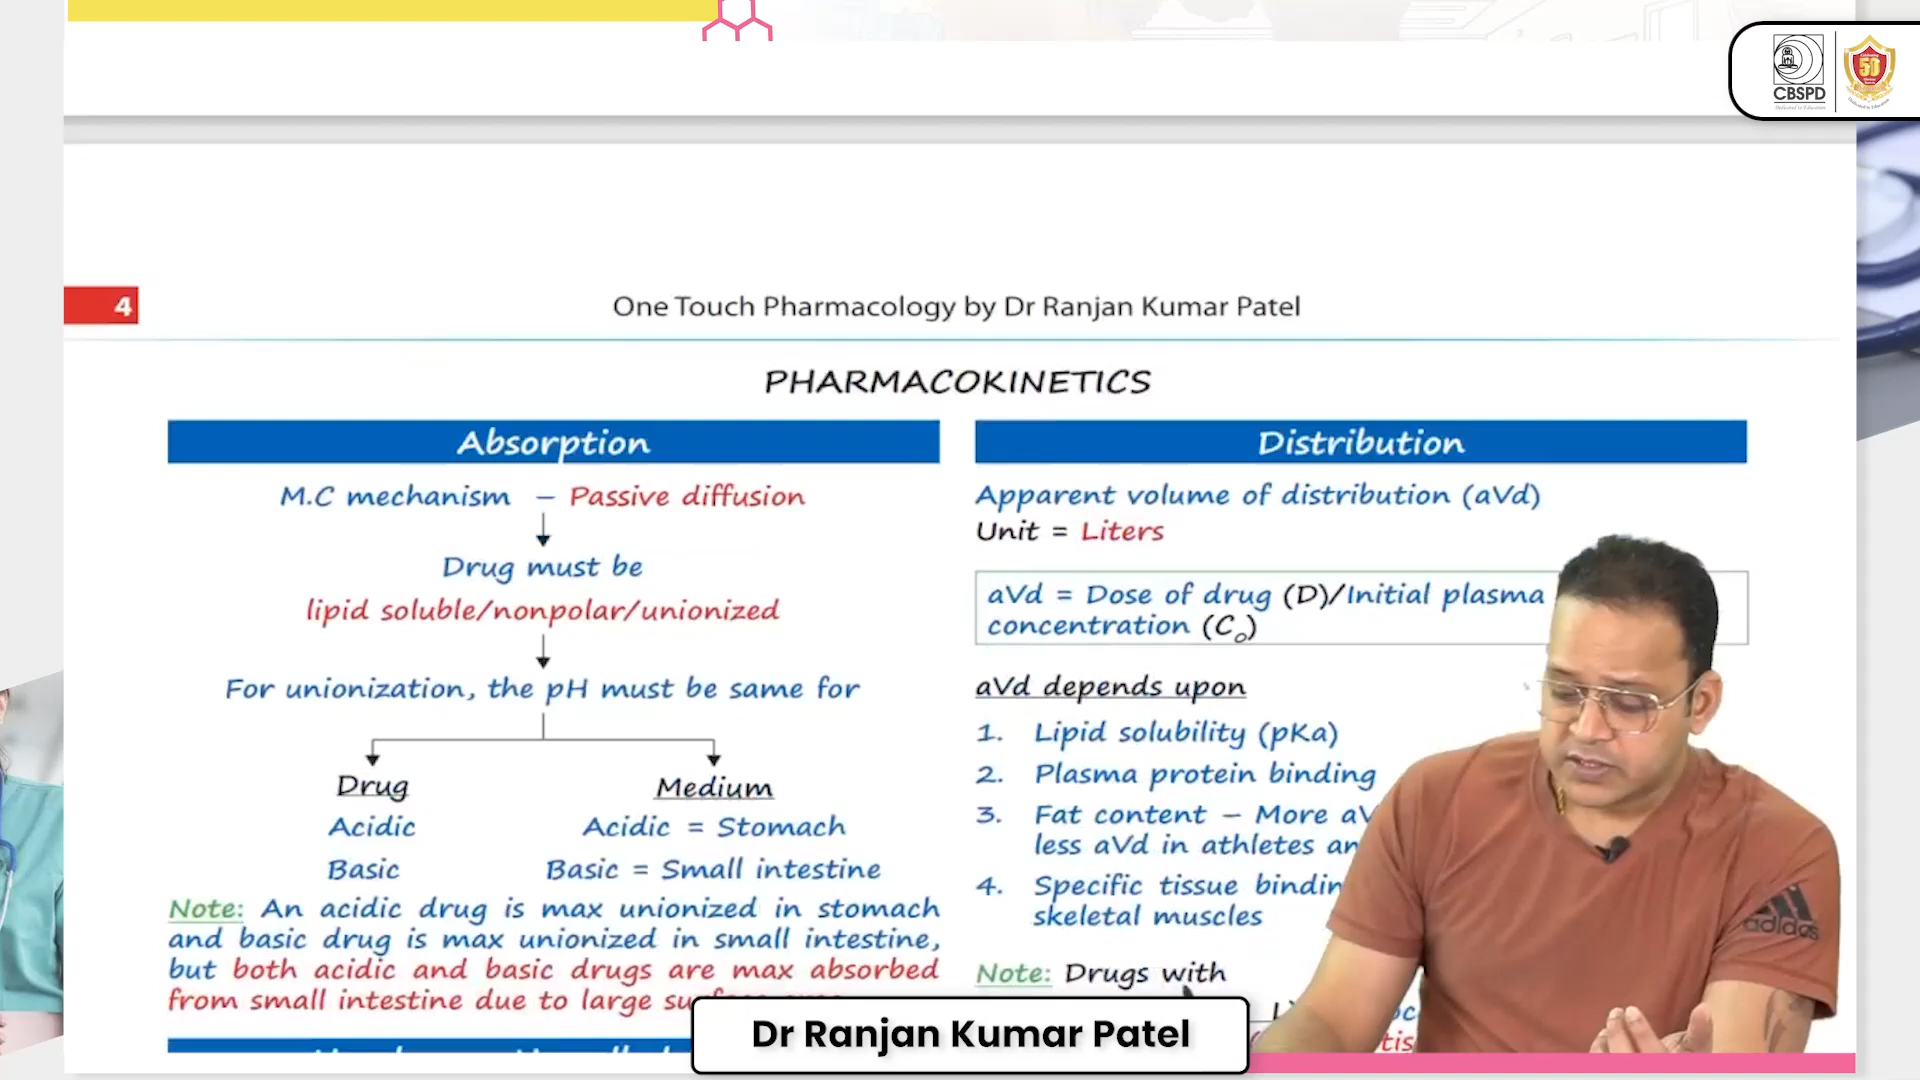 CBSPD
50
4
One Touch Pharmacology by Dr Ranjan Kumar Patel
PHARMACOKINETICS
Absorption
M.C mechanism – Passive diffusion
Drug must be
lipid soluble/nonpolar/unionized
For unionization, the pH must be same for
Drug Medium
Acidic Acidic = Stomach
Basic Basic = Small intestine
Note: An acidic drug is max unionized in stomach
and basic drug is max unionized in small intestine,
but both acidic and basic drugs are max absorbed
from small intestine due to large
Distribution
Apparent volume of distribution (aVd)
Unit = Liters
aVd = Dose of drug (D)/Initial plasma
concentration (C₀)
aVd depends upon
1. Lipid solubility (pKa)
2. Plasma protein binding
3. Fat content – More
less aVd in athletes
4. Specific tissue
skeletal muscles
Note: Drugs with
adidas
Dr Ranjan Kumar Patel